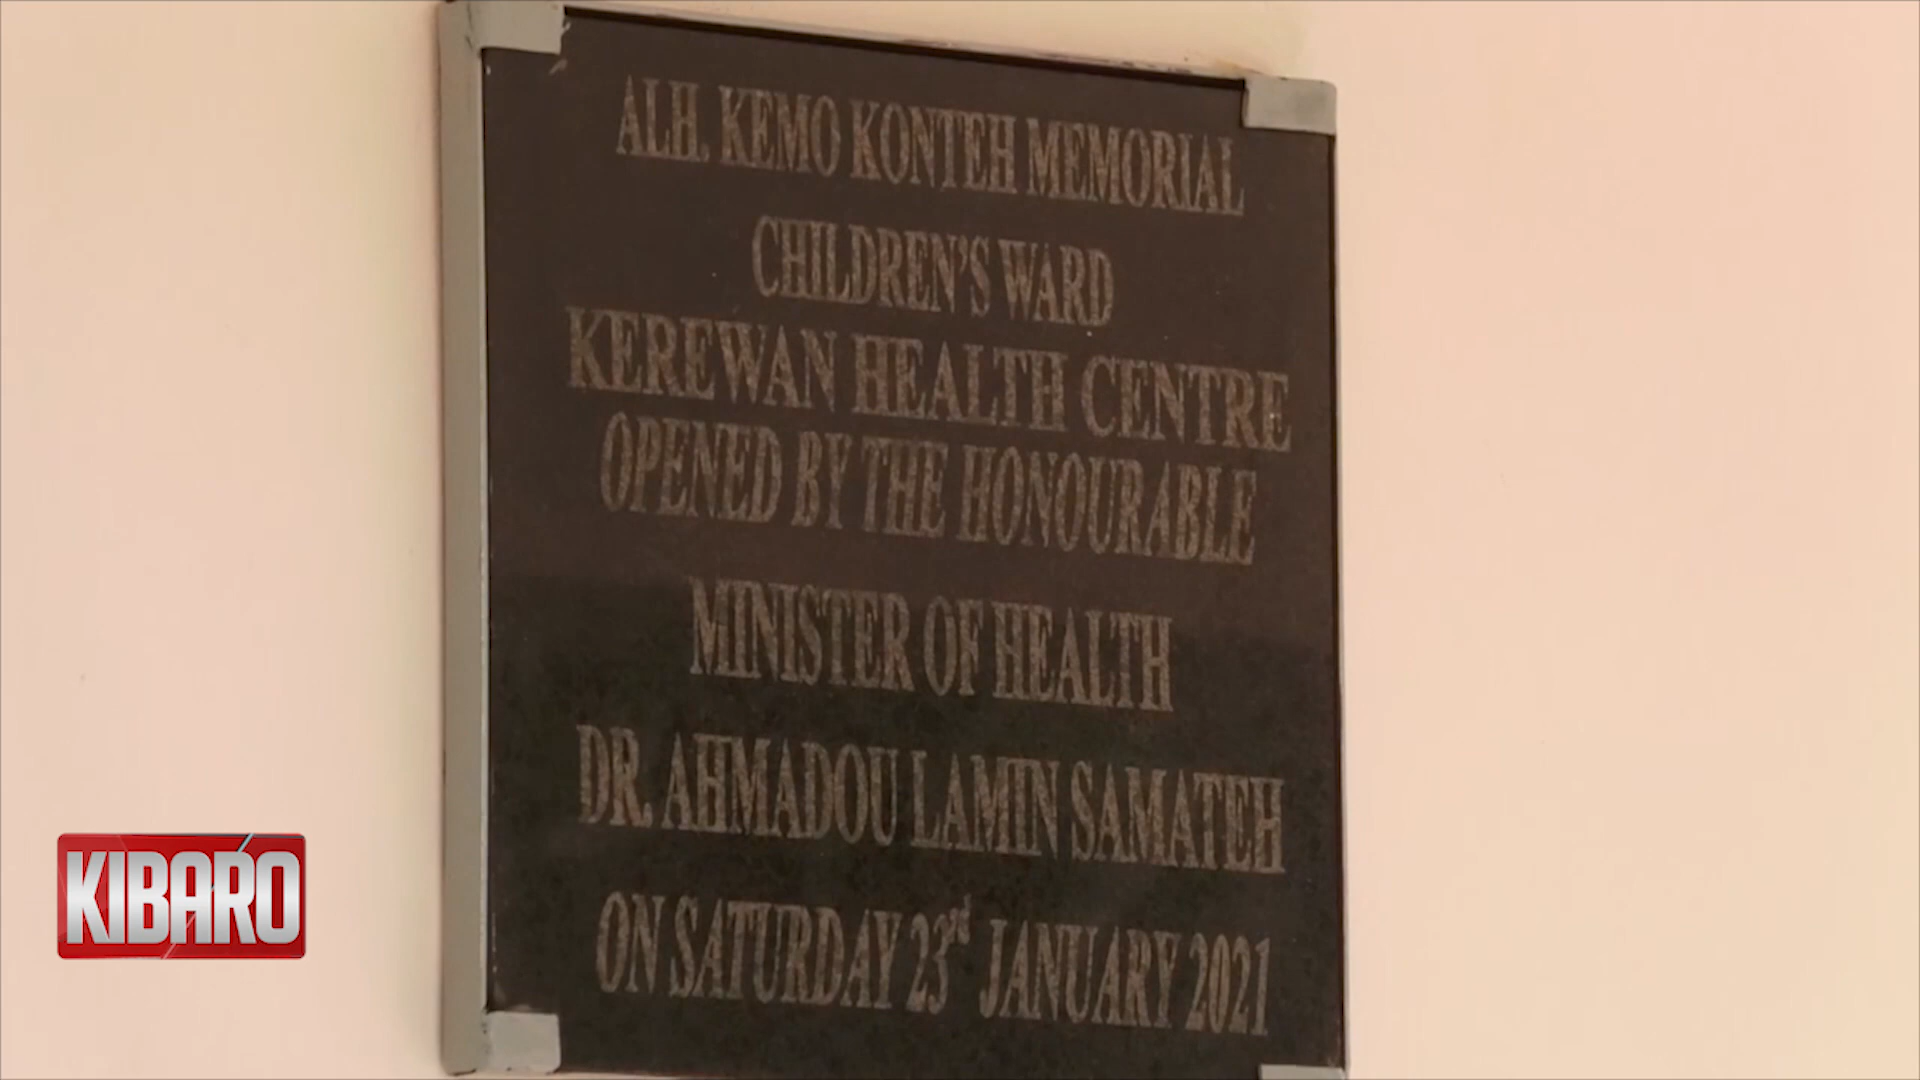 ALH. KEMO KONTEH MEMORIAL
CHILDREN'S WARD
KEREWAN HEALTH CENTRE
OPENED BY THE HONOURABLE
MINISTER OF HEALTH
DR. AHMADOU LAMIN SAMATEH
ON SATURDAY 23rd JANUARY 2021
KIBARO